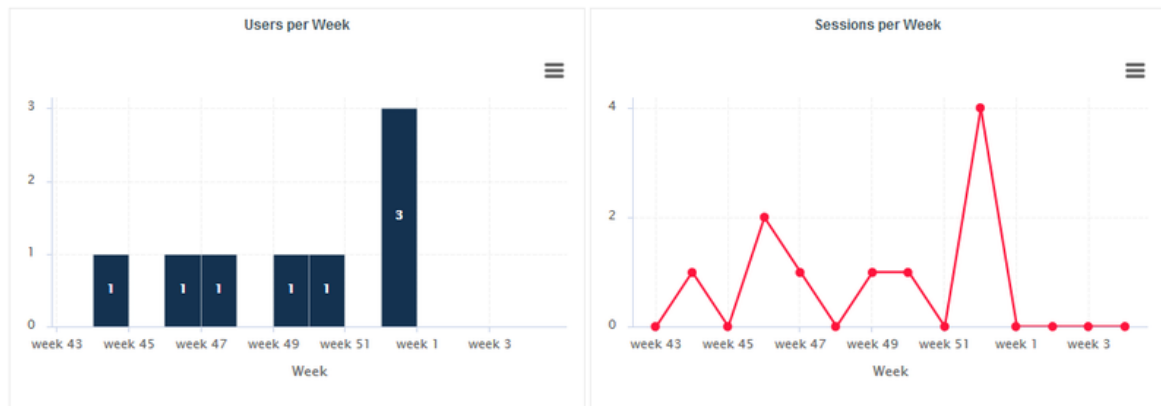 Users per Week
3
2
1
0
1
1
1
1
1
3
week 43
week 45
week 47
week 49
week 51
week 1
week 3
Week
Sessions per Week
4
2
0
week 43
week 45
week 47
week 49
week 51
week 1
week 3
Week